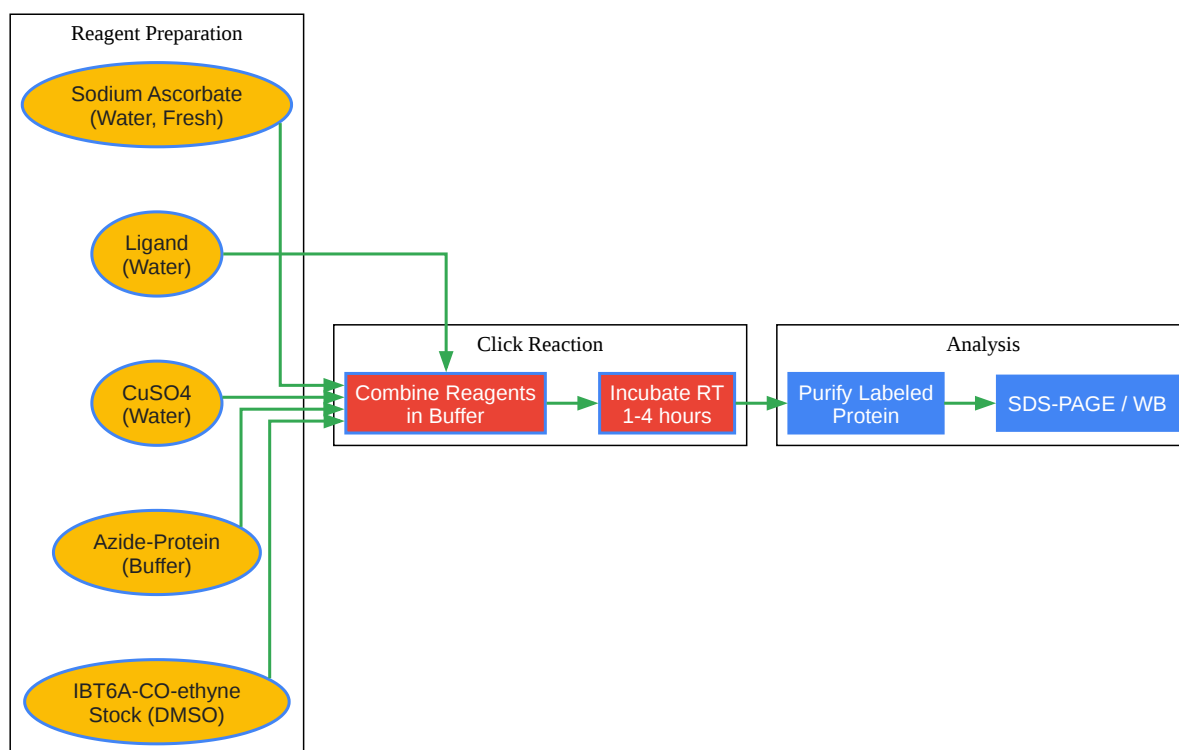 Reagent Preparation
Sodium Ascorbate
(Water, Fresh)
Ligand
(Water)
CuSO4
(Water)
Azide-Protein
(Buffer)
IBT6A-CO-ethyne
Stock (DMSO)
Click Reaction
Combine Reagents
in Buffer
Incubate RT
1-4 hours
Analysis
Purify Labeled
Protein
SDS-PAGE / WB